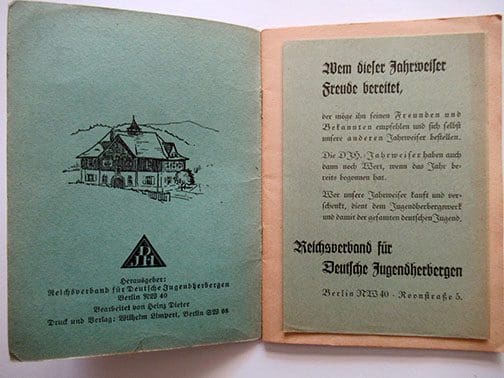 D
JH
Herausgeber:
Reichsverband für Deutsche Jugendherbergen
Berlin NW 40
Bearbeitet von Heinz Dieter
Druck und Verlag: Wilhelm Limpert, Berlin SW 68
Wem dieser Jahrweiser
Freude bereitet,
der möge ihn seinen Freunden und
Bekannten empfehlen und sich selbst
unsere anderen Jahrweiser bestellen.
Die DJH.-Jahrweiser haben auch
dann noch Wert, wenn das Jahr be-
reits begonnen hat.
Wer unsere Jahrweiser kauft und ver-
schenkt, dient dem Jugendherbergswerk
und damit der gesamten deutschen Jugend.
Reichsverband für
Deutsche Jugendherbergen
Berlin NW 40 · Roonstraße 5.